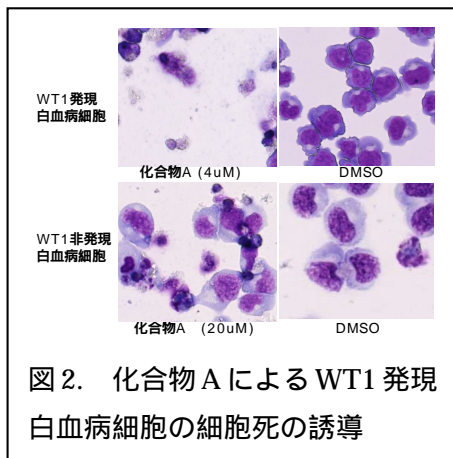 WT1発現
白血病細胞
化合物A (4uM) DMSO
WT1非発現
白血病細胞
化合物A (20uM) DMSO
図2. 化合物AによるWT1発現
白血病細胞の細胞死の誘導